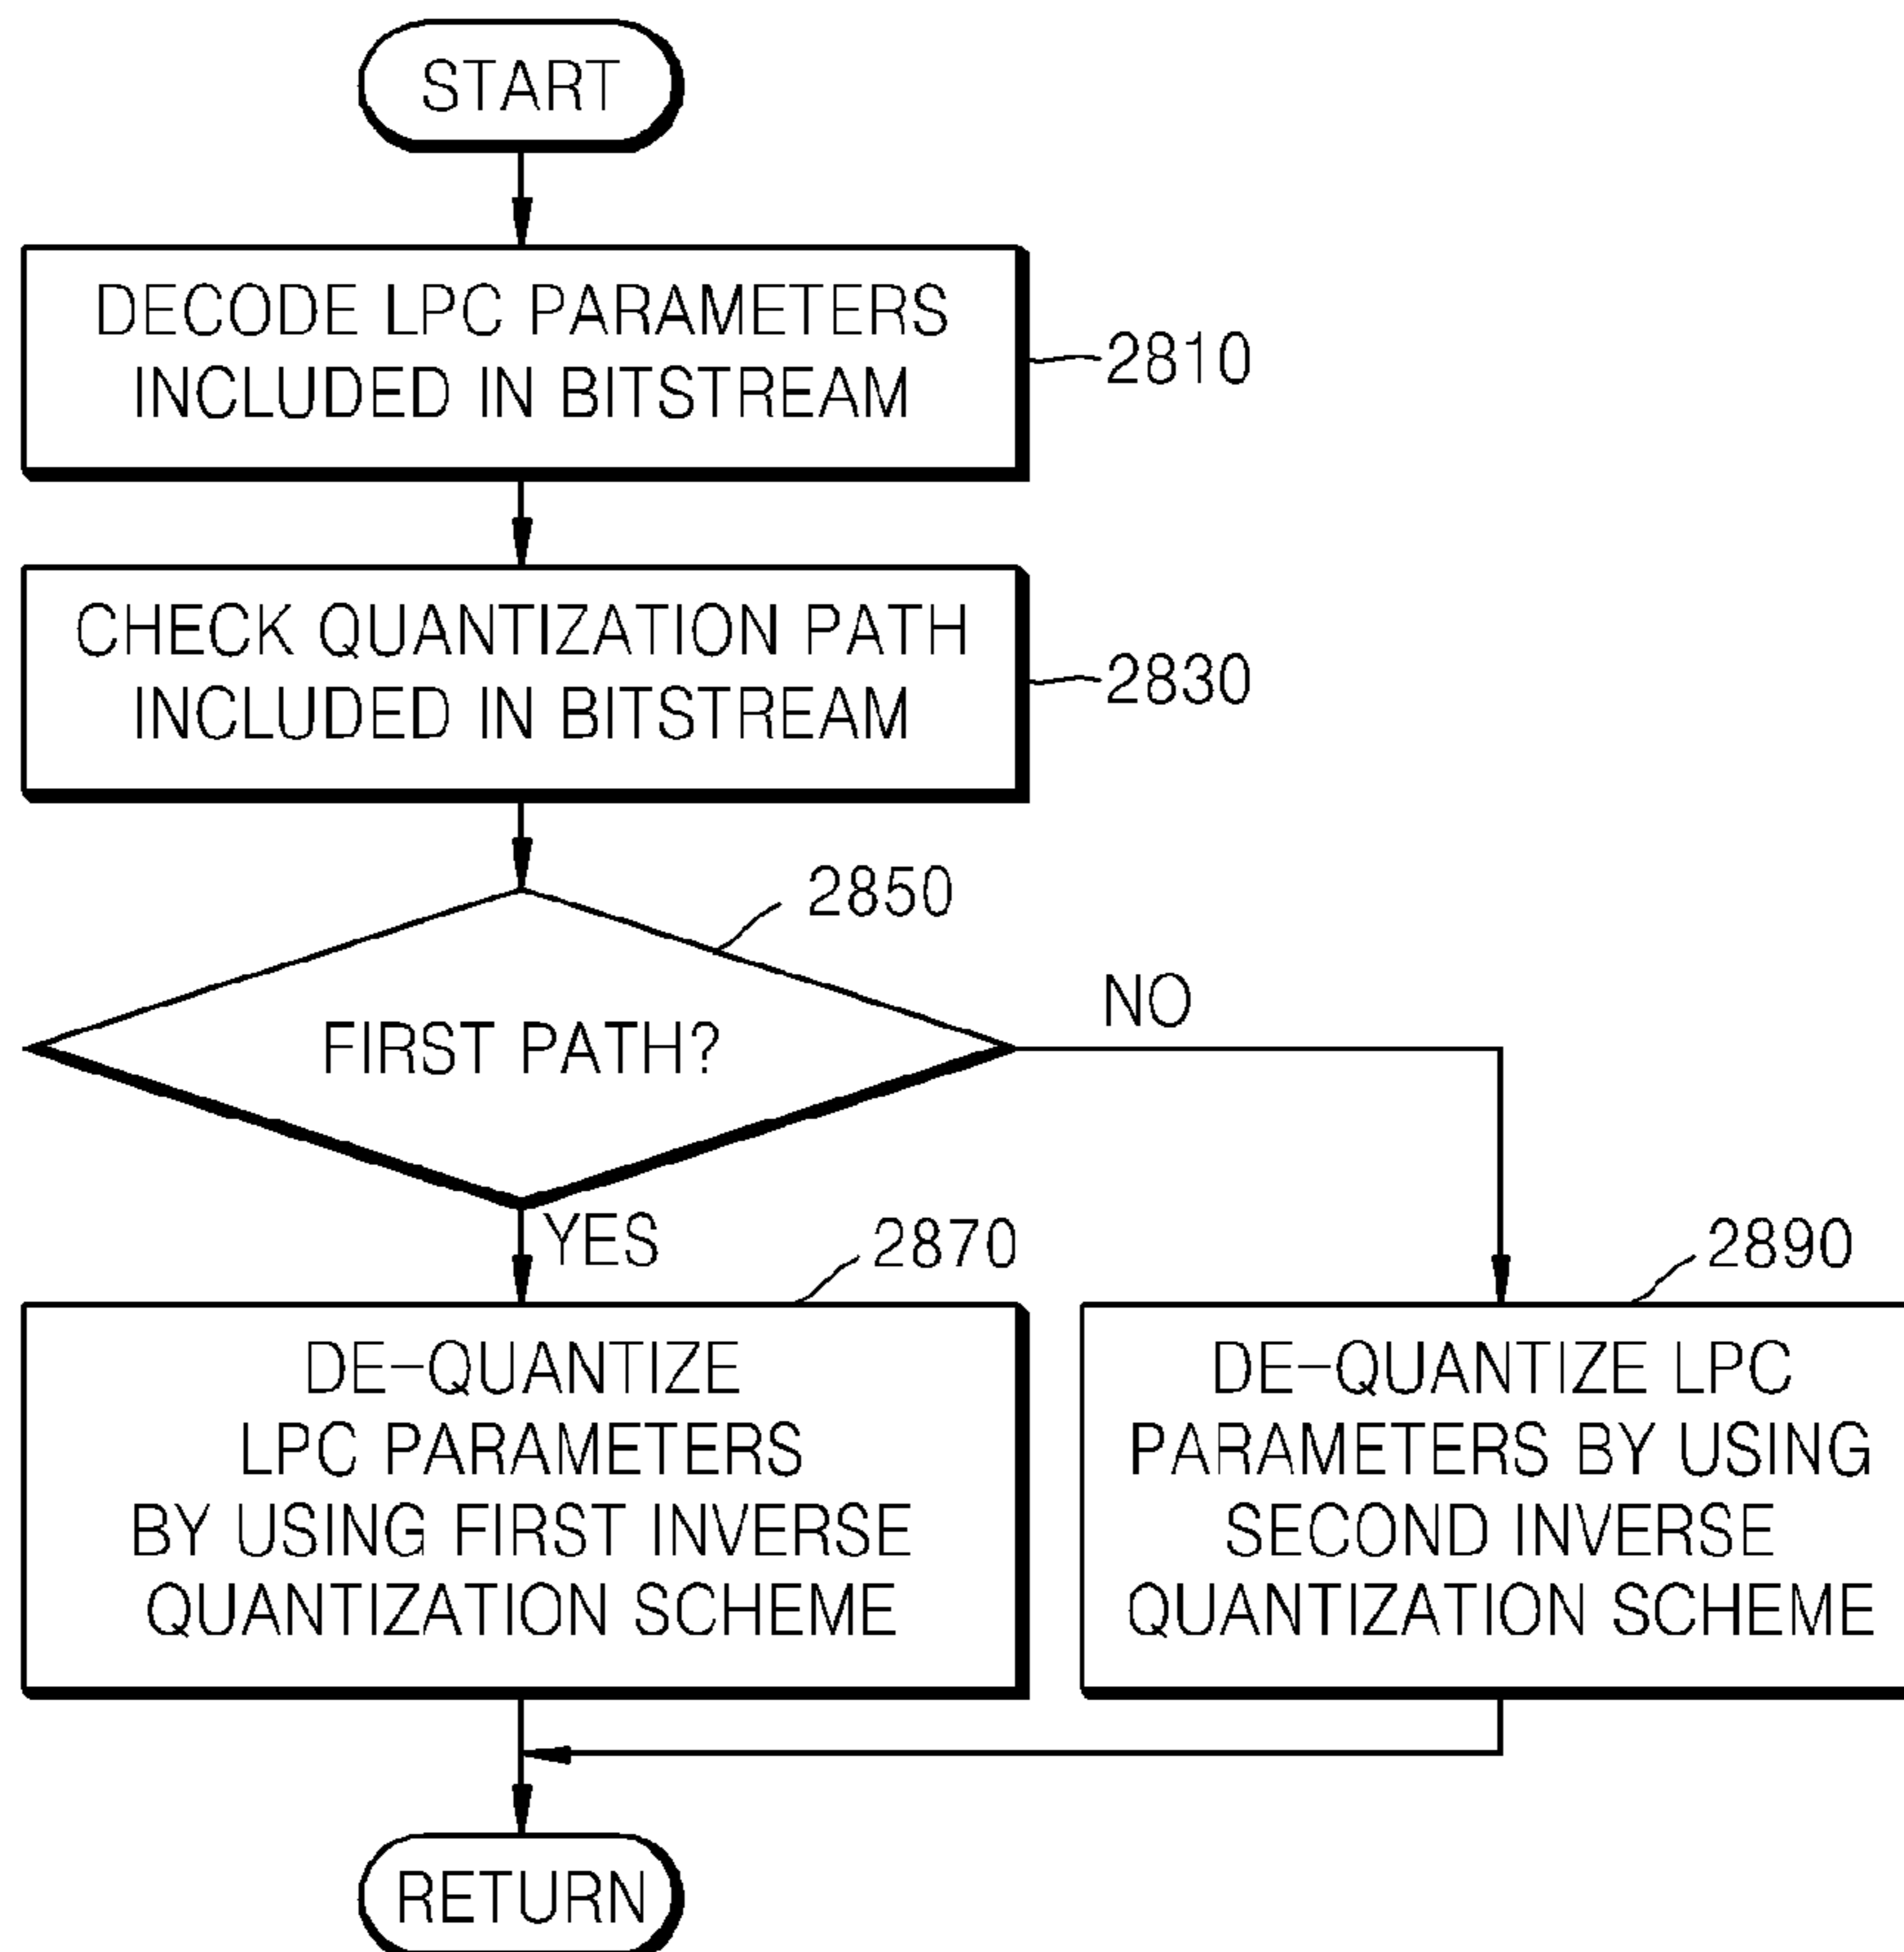 START
DECODE LPC PARAMETERS
INCLUDED IN BITSTREAM
2810
CHECK QUANTIZATION PATH
INCLUDED IN BITSTREAM
2830
2850
FIRST PATH?
NO
YES
2870
DE-QUANTIZE
LPC PARAMETERS
BY USING FIRST INVERSE
QUANTIZATION SCHEME
2890
DE-QUANTIZE LPC
PARAMETERS BY USING
SECOND INVERSE
QUANTIZATION SCHEME
RETURN